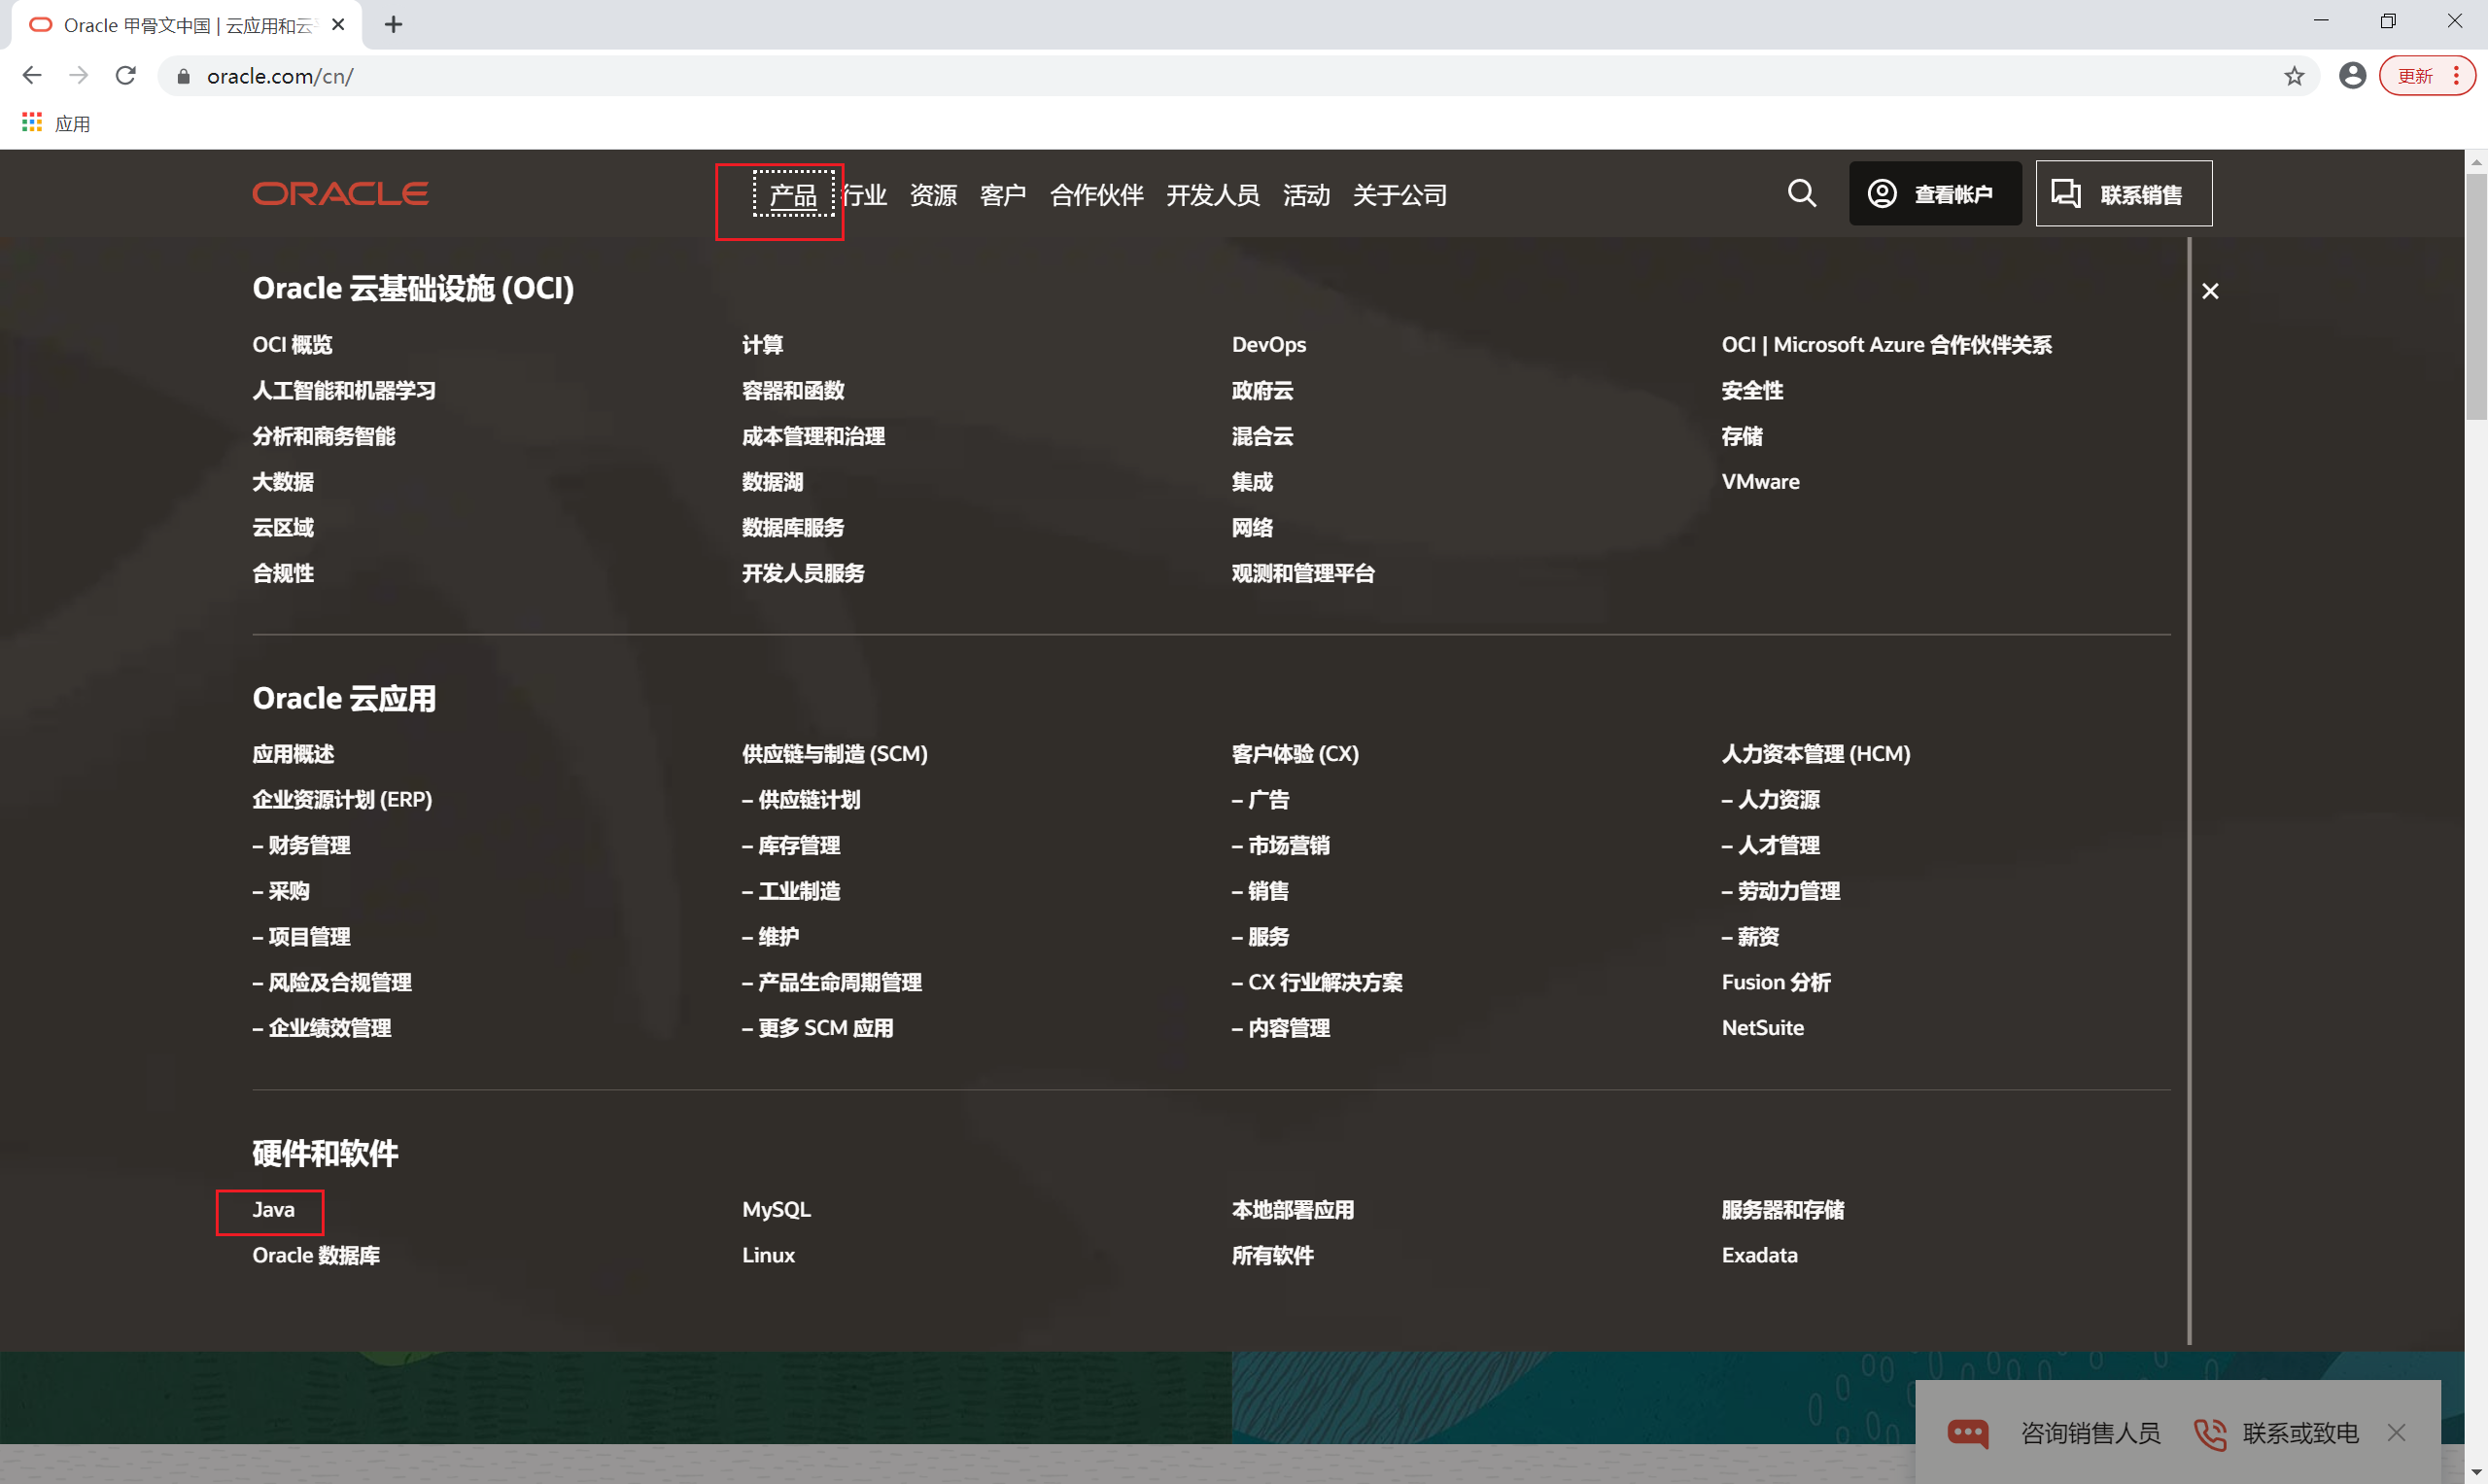 Oracle 甲骨文中国 | 云应用和云
oracle.com/cn/
更新
应用
ORACLE
产品 行业 资源 客户 合作伙伴 开发人员 活动 关于公司
查看帐户
联系销售
Oracle 云基础设施 (OCI)
OCI 概览
人工智能和机器学习
分析和商务智能
大数据
云区域
合规性
计算
容器和函数
成本管理和治理
数据湖
数据库服务
开发人员服务
DevOps
政府云
混合云
集成
网络
观测和管理平台
OCI | Microsoft Azure 合作伙伴关系
安全性
存储
VMware
Oracle 云应用
应用概述
企业资源计划 (ERP)
– 财务管理
– 采购
– 项目管理
– 风险及合规管理
– 企业绩效管理
供应链与制造 (SCM)
– 供应链计划
– 库存管理
– 工业制造
– 维护
– 产品生命周期管理
– 更多 SCM 应用
客户体验 (CX)
– 广告
– 市场营销
– 销售
– 服务
– CX 行业解决方案
– 内容管理
人力资本管理 (HCM)
– 人力资源
– 人才管理
– 劳动力管理
– 薪资
Fusion 分析
NetSuite
硬件和软件
Java
Oracle 数据库
MySQL
Linux
本地部署应用
所有软件
服务器和存储
Exadata
咨询销售人员
联系或致电